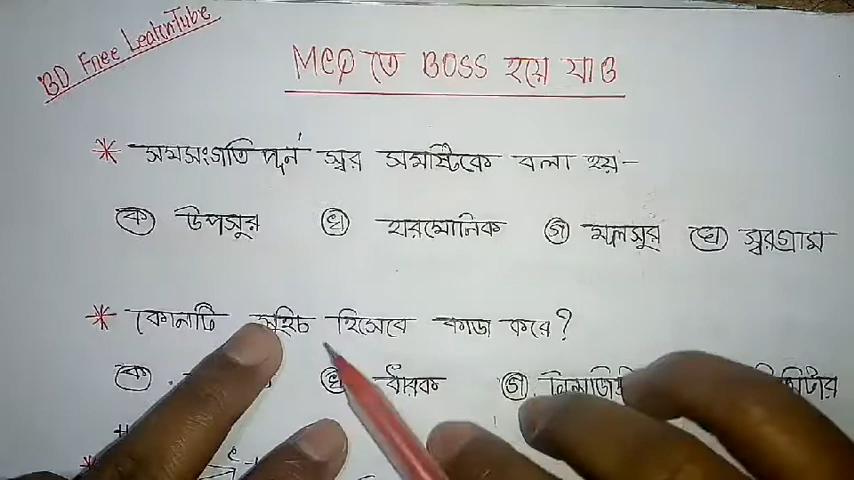 BD Free LearnTube
MCQ তে BOSS হয়ে যাও
* সমসংগতি পূর্ন স্বর সমষ্টিকে বলা হয়-
ক উপসুর খ হারমোনিক গ মূলসুর ঘ স্বরগ্রাম
* কোনটি সুইচ হিসেবে কাজ করে?
ক খ ধারক গ